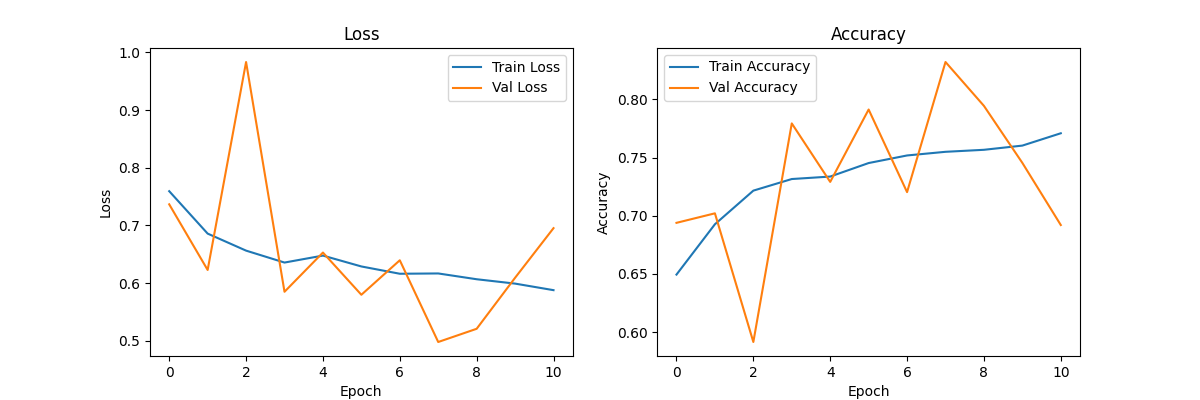 Loss
1.0
0.9
0.8
0.7
0.6
0.5
Loss
Train Loss
Val Loss
0 2 4 6 8 10
Epoch
Accuracy
0.80
0.75
0.70
0.65
0.60
Accuracy
Train Accuracy
Val Accuracy
0 2 4 6 8 10
Epoch